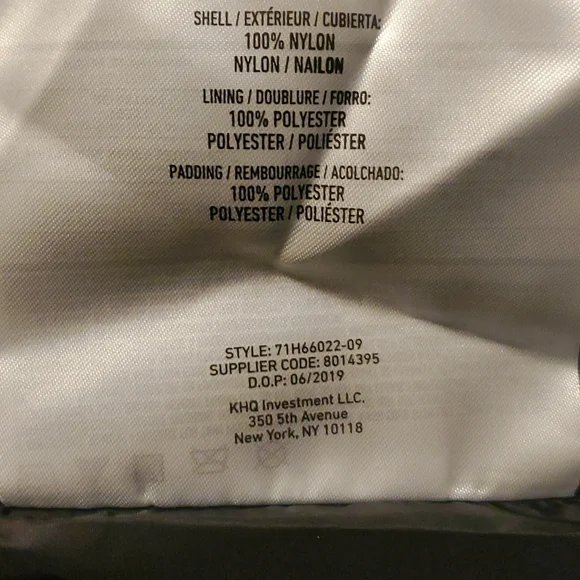 SHELL / EXTÉRIEUR / CUBIERTA:
100% NYLON
NYLON / NAILON
LINING / DOUBLURE / FORRO:
100% POLYESTER
POLYESTER / POLIÉSTER
PADDING / REMBOURRAGE / ACOLCHADO:
100% POLYESTER
POLYESTER / POLIÉSTER
STYLE: 71H66022-09
SUPPLIER CODE: 8014395
D.O.P: 06/2019
KHQ Investment LLC.
350 5th Avenue
New York, NY 10118